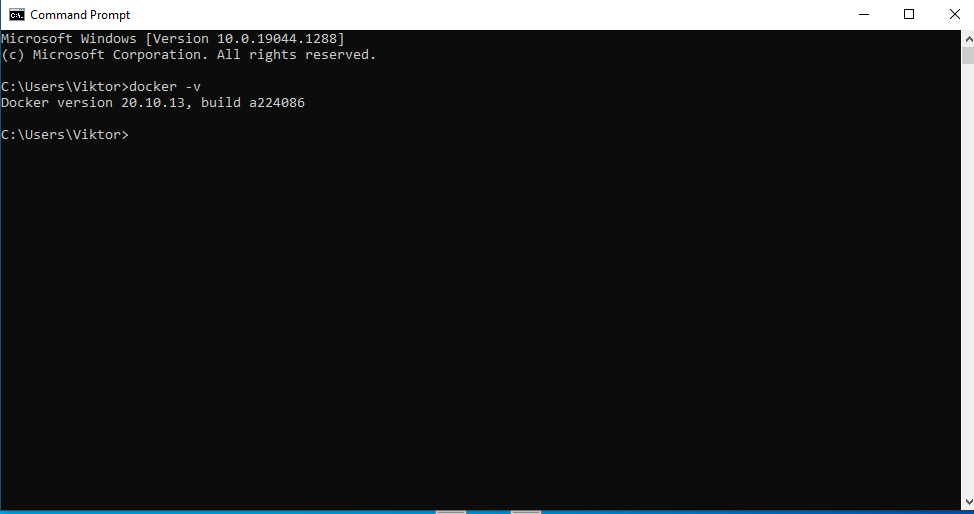 Command Prompt
Microsoft Windows [Version 10.0.19044.1288]
(c) Microsoft Corporation. All rights reserved.
C:\Users\Viktor>docker -v
Docker version 20.10.13, build a224086
C:\Users\Viktor>